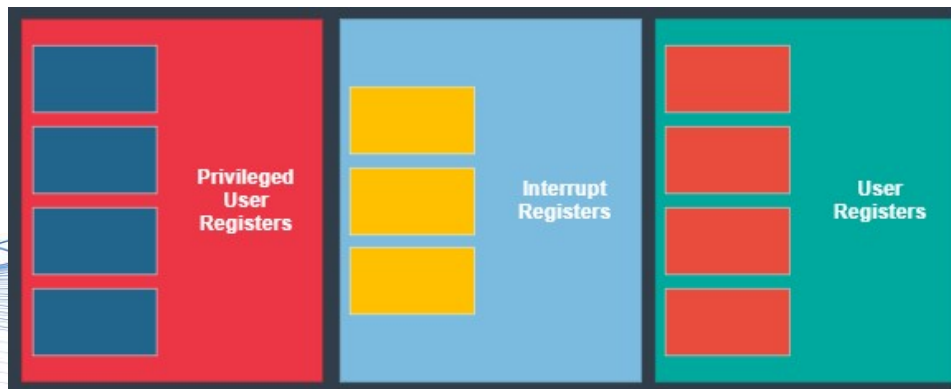 Privileged
User
Registers
Interrupt
Registers
User
Registers